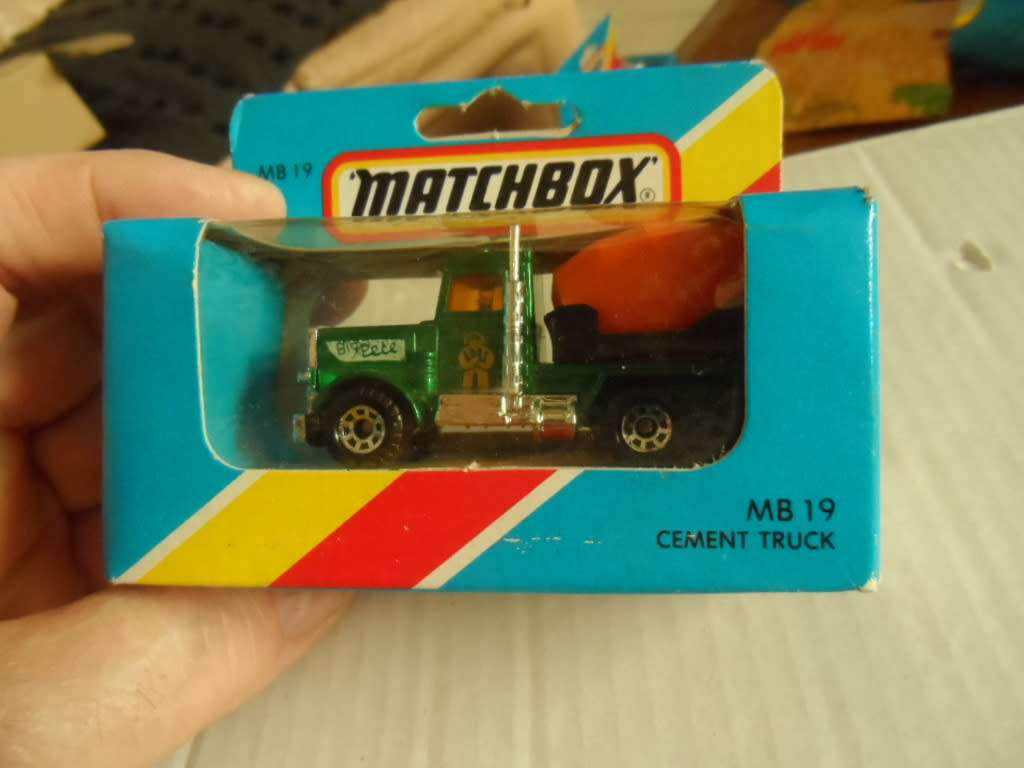 MB 19
'MATCHBOX'®
Big Pete
MB 19
CEMENT TRUCK